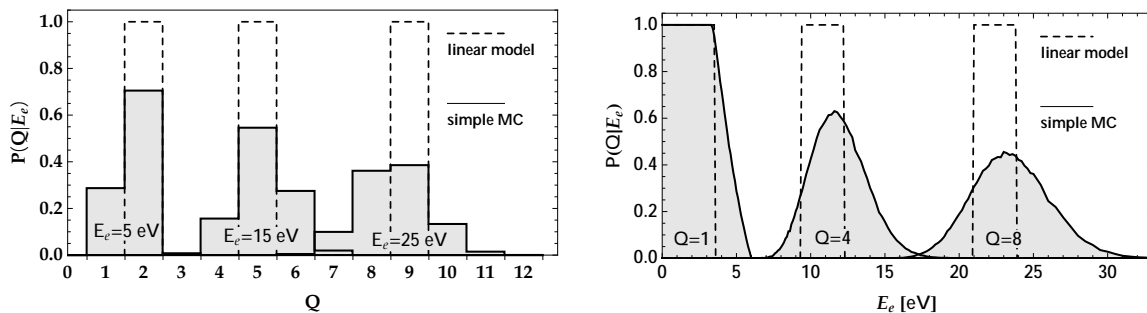 1.0
0.8
0.6
0.4
0.2
0.0
P(Q|Eₑ)
linear model
simple MC
Eₑ=5 eV
Eₑ=15 eV
Eₑ=25 eV
0 1 2 3 4 5 6 7 8 9 10 11 12
Q
1.0
0.8
0.6
0.4
0.2
0.0
P(Q|Eₑ)
linear model
simple MC
Q=1
Q=4
Q=8
0 5 10 15 20 25 30
Eₑ [eV]